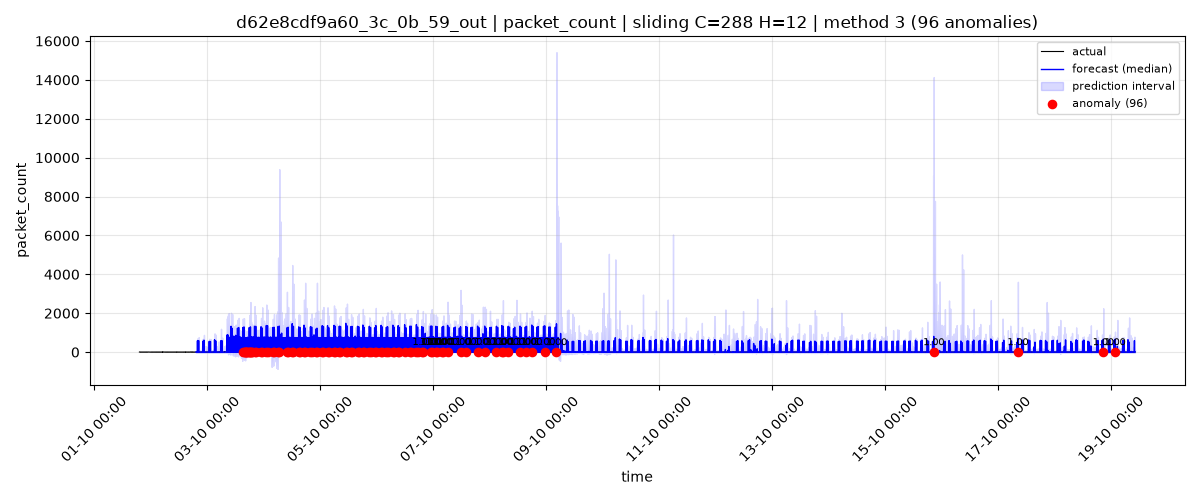 d62e8cdf9a60_3c_0b_59_out | packet_count | sliding C=288 H=12 | method 3 (96 anomalies)
16000
14000
12000
10000
8000
6000
4000
2000
0
packet_count
actual
forecast (median)
prediction interval
anomaly (96)
1.00
01-10 00:00
03-10 00:00
05-10 00:00
07-10 00:00
09-10 00:00
11-10 00:00
13-10 00:00
15-10 00:00
17-10 00:00
19-10 00:00
time